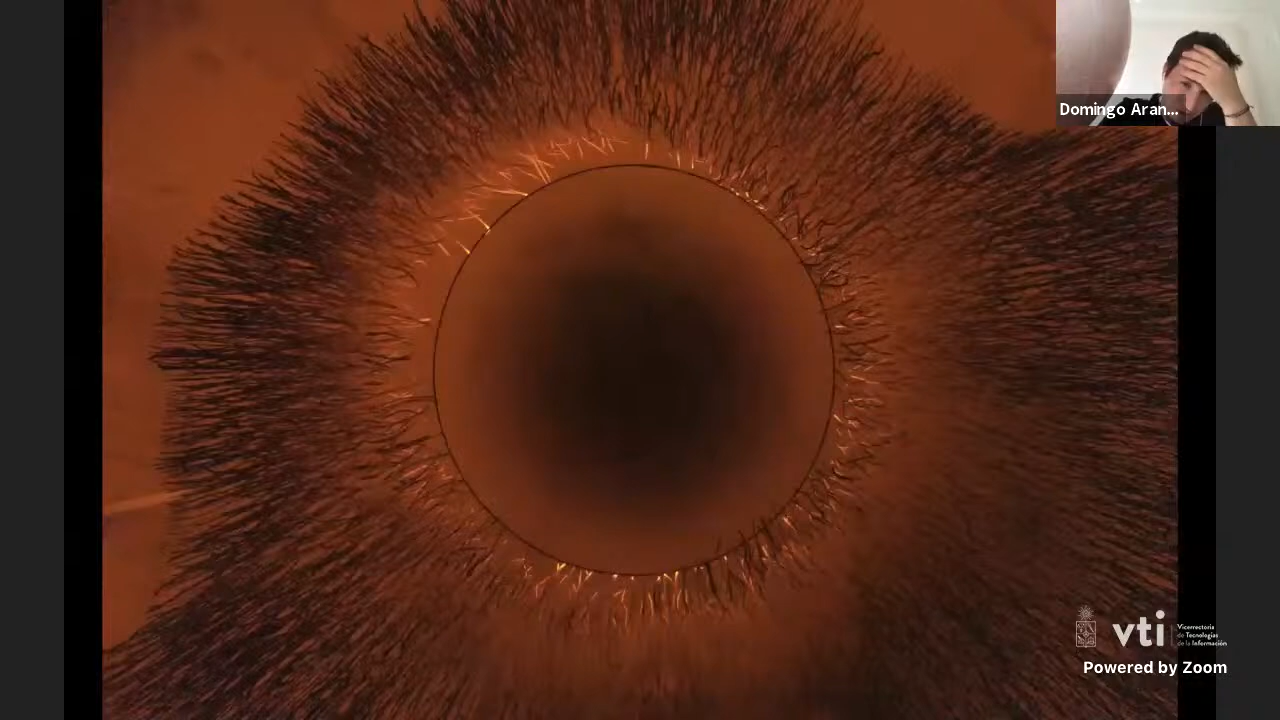 Domingo Aran...
vti
Vicerrectoría
de Tecnologías
de la Información
Powered by Zoom